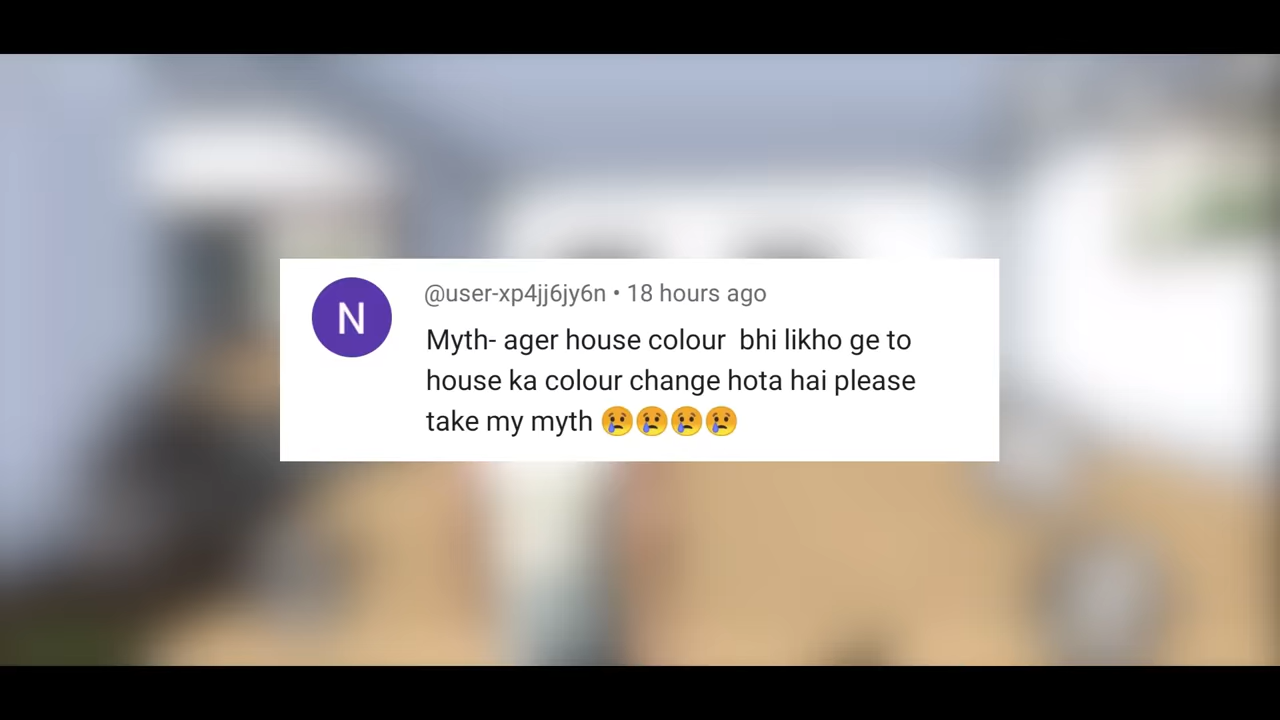 N
@user-xp4jj6jy6n • 18 hours ago
Myth- ager house colour  bhi likho ge to
house ka colour change hota hai please
take my myth 😢😢😢😢